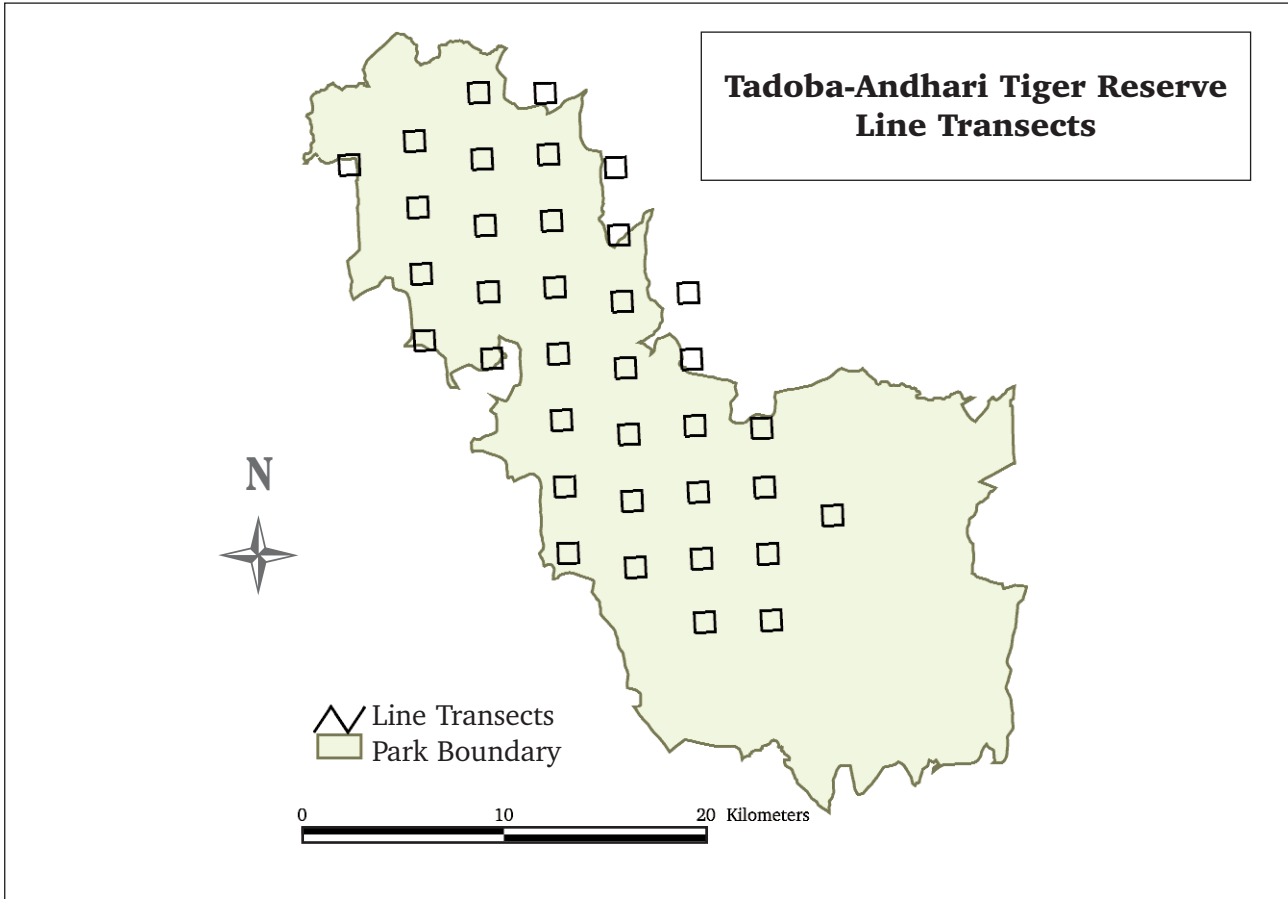 Tadoba-Andhari Tiger Reserve
Line Transects
N
Line Transects
Park Boundary
0 10 20 Kilometers